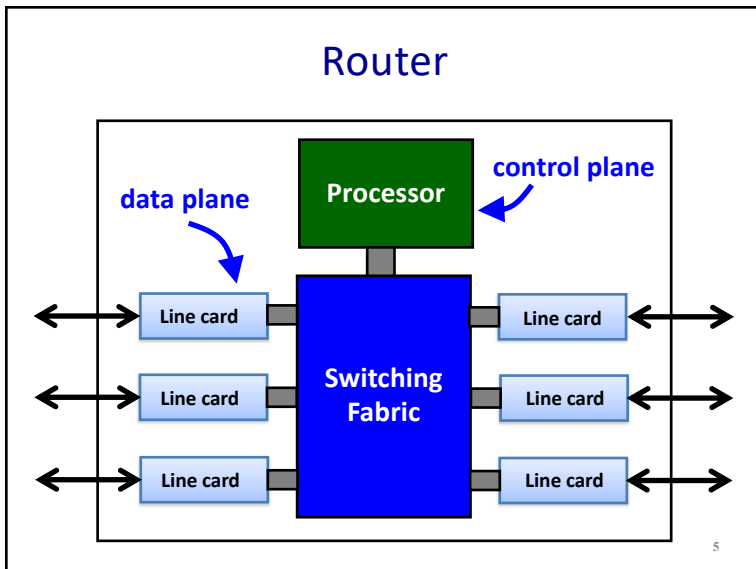 Router
data plane
Processor
control plane
Line card
Line card
Line card
Switching
Fabric
Line card
Line card
Line card
5